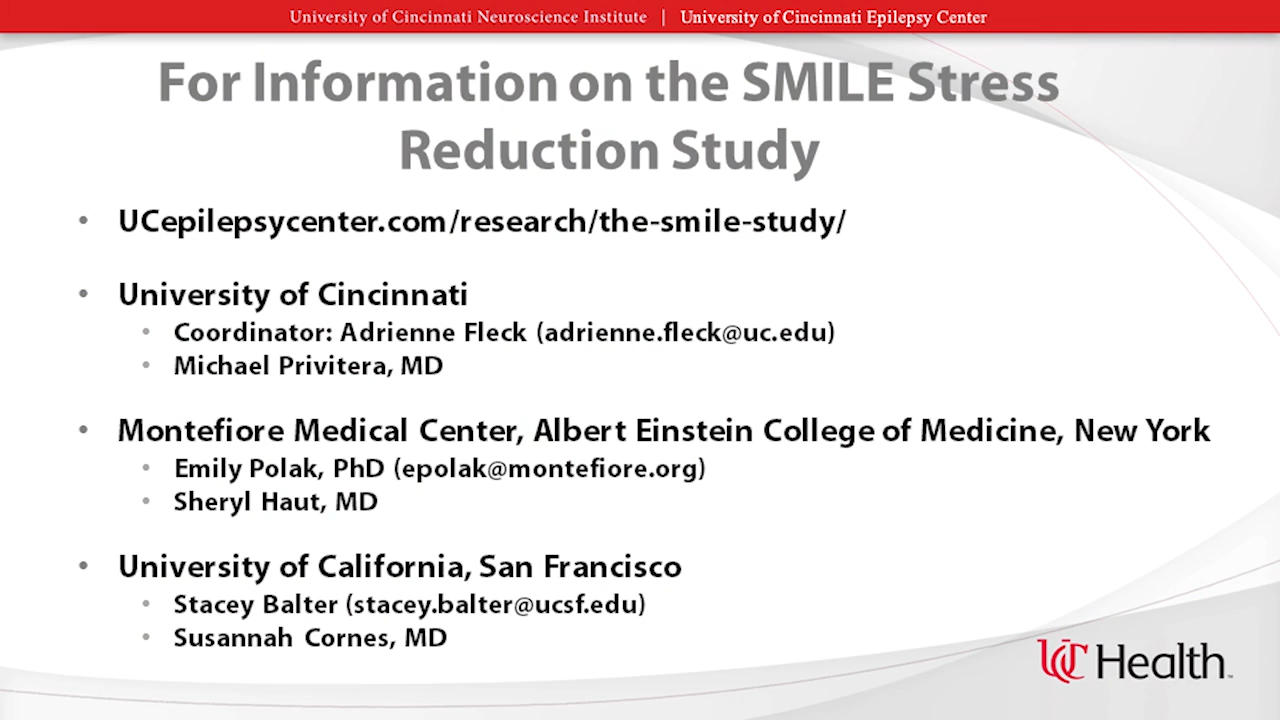 University of Cincinnati Neuroscience Institute | University of Cincinnati Epilepsy Center
For Information on the SMILE Stress
Reduction Study
• UCepilepsycenter.com/research/the-smile-study/
• University of Cincinnati
• Coordinator: Adrienne Fleck (adrienne.fleck@uc.edu)
• Michael Privitera, MD
• Montefiore Medical Center, Albert Einstein College of Medicine, New York
• Emily Polak, PhD (epolak@montefiore.org)
• Sheryl Haut, MD
• University of California, San Francisco
• Stacey Balter (stacey.balter@ucsf.edu)
• Susannah Cornes, MD
UC Health™